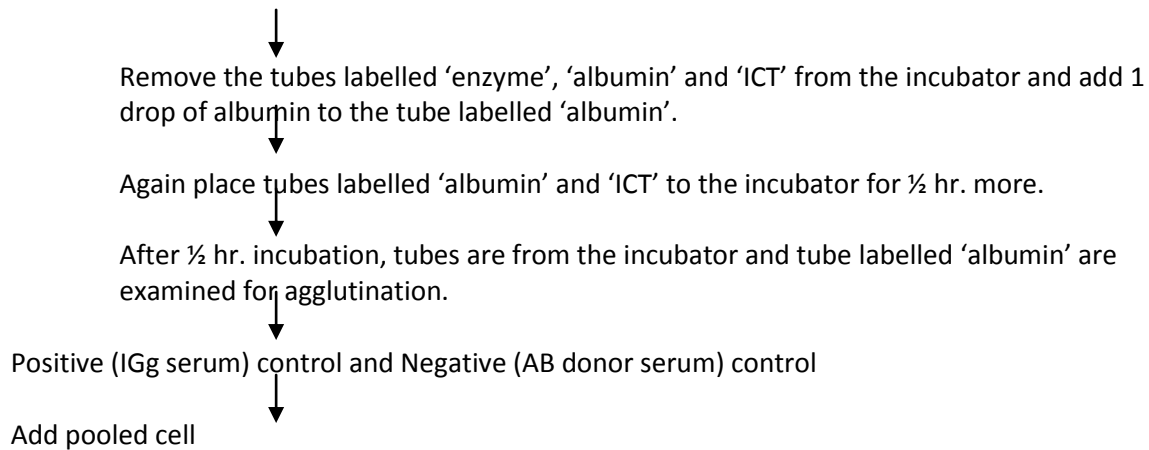 Remove the tubes labelled ‘enzyme’, ‘albumin’ and ‘ICT’ from the incubator and add 1
drop of albumin to the tube labelled ‘albumin’.
Again place tubes labelled ‘albumin’ and ‘ICT’ to the incubator for ½ hr. more.
After ½ hr. incubation, tubes are from the incubator and tube labelled ‘albumin’ are
examined for agglutination.
Positive (IGg serum) control and Negative (AB donor serum) control
Add pooled cell